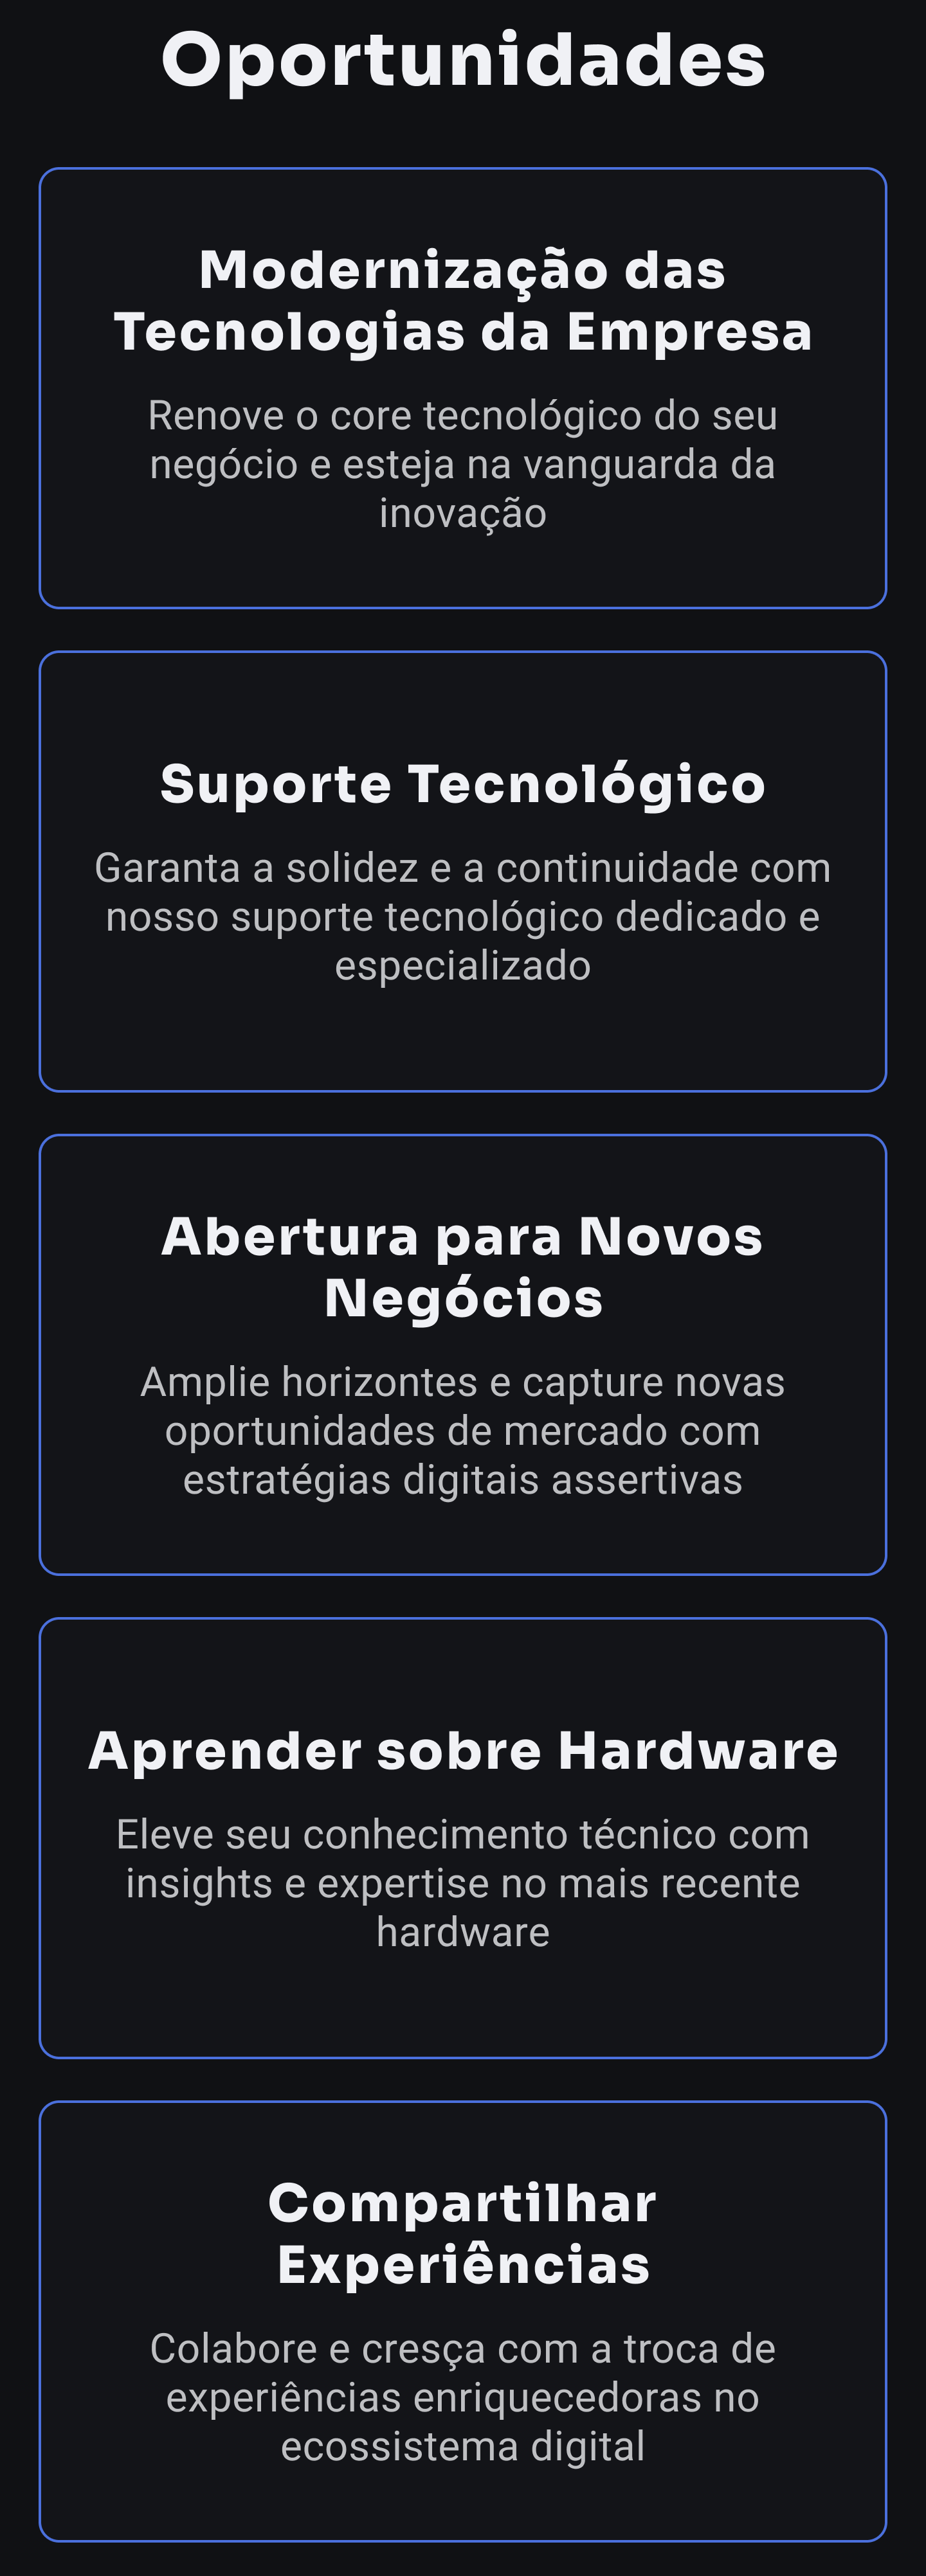 Oportunidades
Modernização das
Tecnologias da Empresa
Renove o core tecnológico do seu
negócio e esteja na vanguarda da
inovação
Suporte Tecnológico
Garanta a solidez e a continuidade com
nosso suporte tecnológico dedicado e
especializado
Abertura para Novos
Negócios
Amplie horizontes e capture novas
oportunidades de mercado com
estratégias digitais assertivas
Aprender sobre Hardware
Eleve seu conhecimento técnico com
insights e expertise no mais recente
hardware
Compartilhar
Experiências
Colabore e cresça com a troca de
experiências enriquecedoras no
ecossistema digital